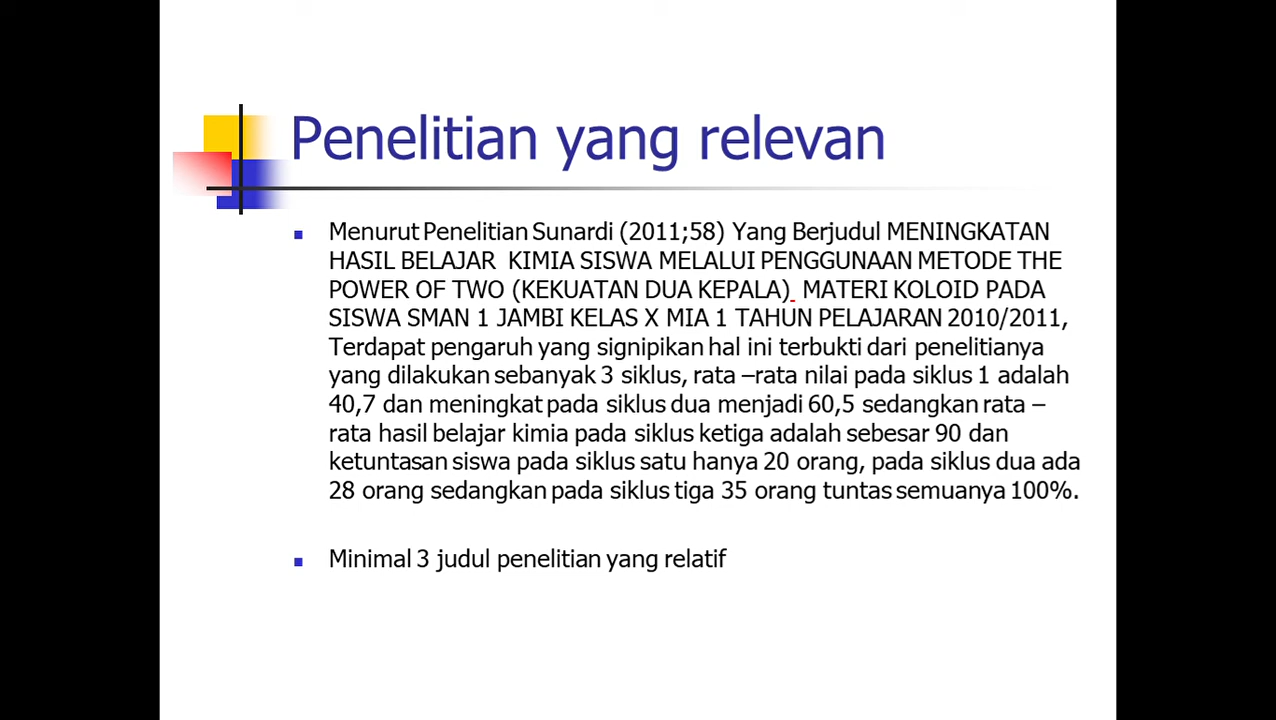 Penelitian yang relevan
Menurut Penelitian Sunardi (2011;58) Yang Berjudul MENINGKATAN
HASIL BELAJAR KIMIA SISWA MELALUI PENGGUNAAN METODE THE
POWER OF TWO (KEKUATAN DUA KEPALA) MATERI KOLOID PADA
SISWA SMAN 1 JAMBI KELAS X MIA 1 TAHUN PELAJARAN 2010/2011,
Terdapat pengaruh yang signipikan hal ini terbukti dari penelitianya
yang dilakukan sebanyak 3 siklus, rata –rata nilai pada siklus 1 adalah
40,7 dan meningkat pada siklus dua menjadi 60,5 sedangkan rata –
rata hasil belajar kimia pada siklus ketiga adalah sebesar 90 dan
ketuntasan siswa pada siklus satu hanya 20 orang, pada siklus dua ada
28 orang sedangkan pada siklus tiga 35 orang tuntas semuanya 100%.
Minimal 3 judul penelitian yang relatif